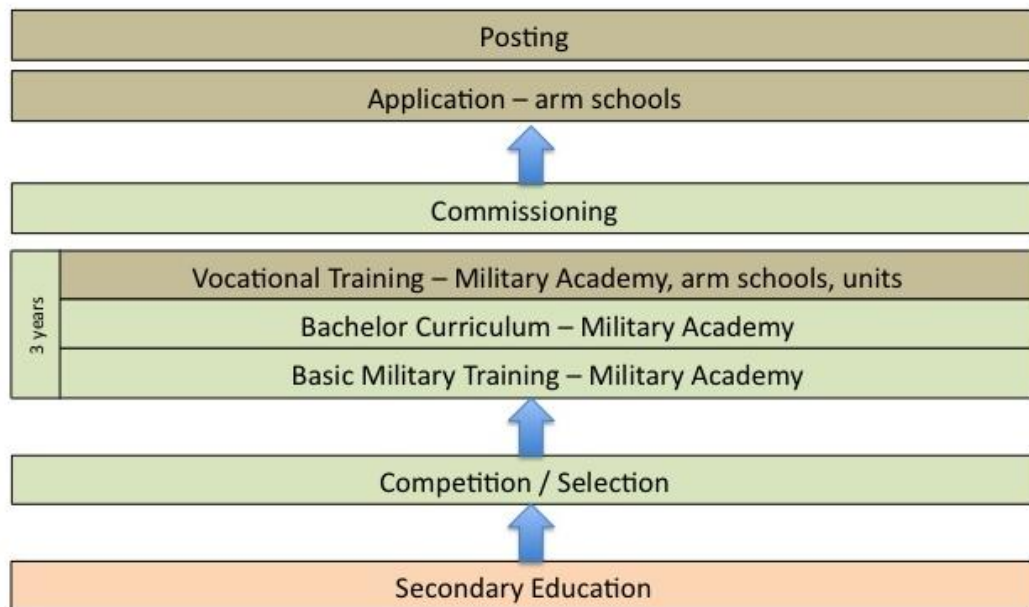 Posting
Application – arm schools
Commissioning
3 years
Vocational Training – Military Academy, arm schools, units
Bachelor Curriculum – Military Academy
Basic Military Training – Military Academy
Competition / Selection
Secondary Education